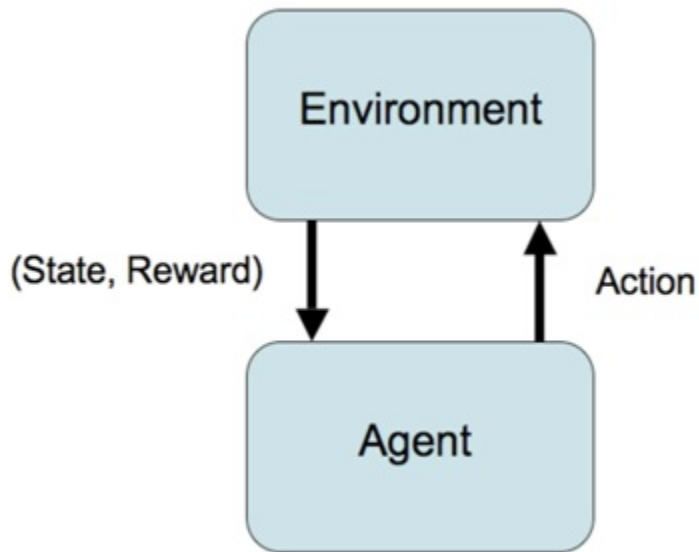 Environment
(State, Reward)
Action
Agent